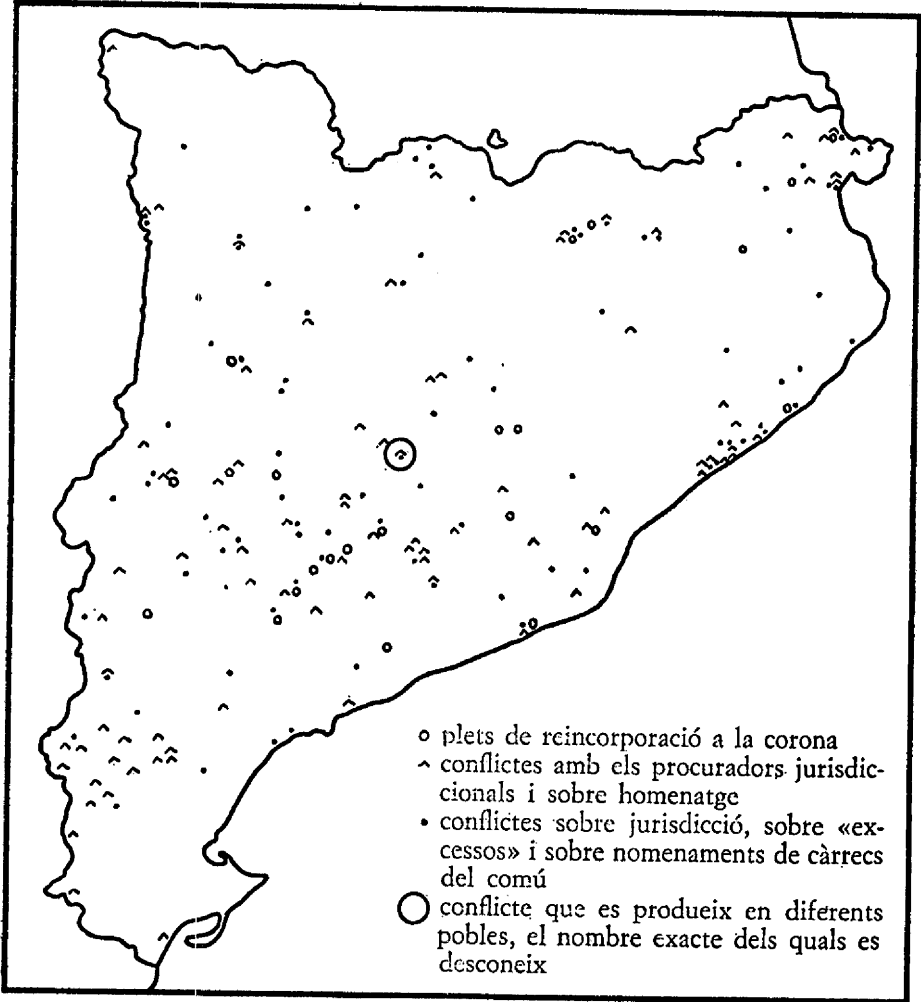 plets de reincorporació a la corona
conflictes amb els procuradors jurisdic-
cionals i sobre homenatge
conflictes sobre jurisdicció, sobre «ex-
cessos» i sobre nomenaments de càrrecs
del comú
conflicte que es produeix en diferents
pobles, el nombre exacte dels quals es
desconeix